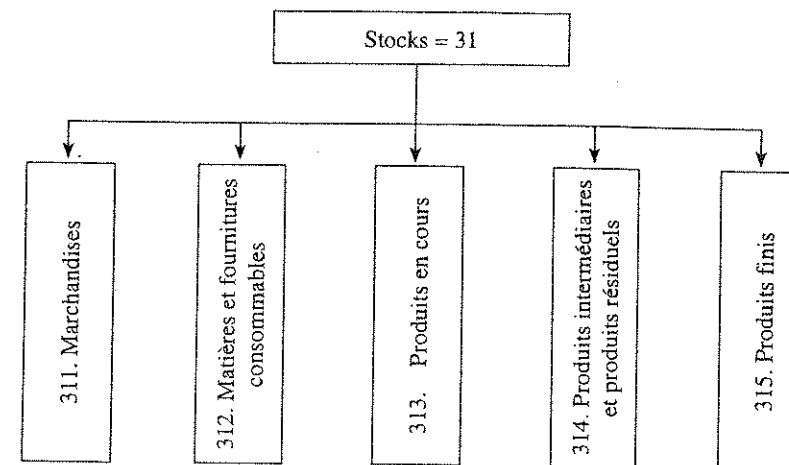 Stocks = 31
311. Marchandises
312. Matières et fournitures
consommables
313. Produits en cours
314. Produits intermédiaires
et produits résiduels
315. Produits finis